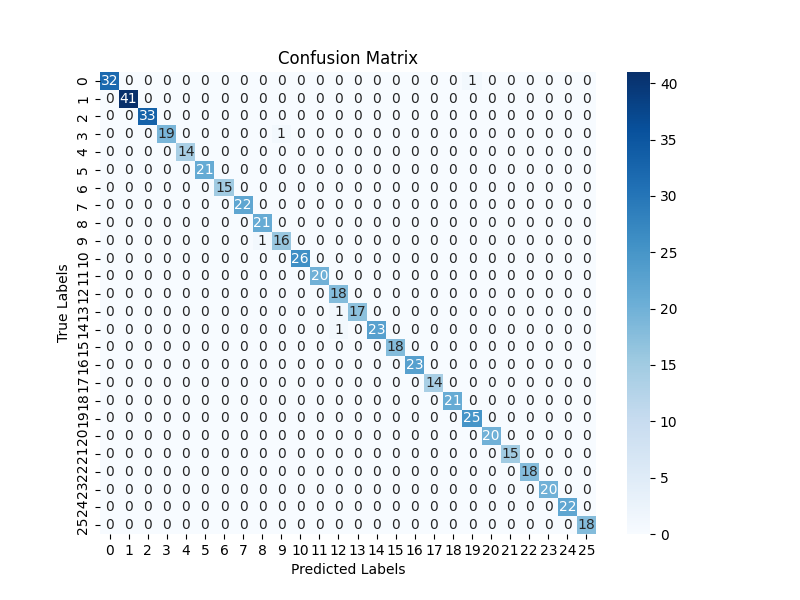 Confusion Matrix
True Labels
0 32 0 0 0 0 0 0 0 0 0 0 0 0 0 0 0 0 0 0 1 0 0 0 0 0 0
1 0 41 0 0 0 0 0 0 0 0 0 0 0 0 0 0 0 0 0 0 0 0 0 0 0 0
2 0 0 33 0 0 0 0 0 0 0 0 0 0 0 0 0 0 0 0 0 0 0 0 0 0 0
3 0 0 0 19 0 0 0 0 0 1 0 0 0 0 0 0 0 0 0 0 0 0 0 0 0 0
4 0 0 0 0 14 0 0 0 0 0 0 0 0 0 0 0 0 0 0 0 0 0 0 0 0 0
5 0 0 0 0 0 21 0 0 0 0 0 0 0 0 0 0 0 0 0 0 0 0 0 0 0 0
6 0 0 0 0 0 0 15 0 0 0 0 0 0 0 0 0 0 0 0 0 0 0 0 0 0 0
7 0 0 0 0 0 0 0 22 0 0 0 0 0 0 0 0 0 0 0 0 0 0 0 0 0 0
8 0 0 0 0 0 0 0 0 21 0 0 0 0 0 0 0 0 0 0 0 0 0 0 0 0 0
9 0 0 0 0 0 0 0 0 1 16 0 0 0 0 0 0 0 0 0 0 0 0 0 0 0 0
10 0 0 0 0 0 0 0 0 0 0 26 0 0 0 0 0 0 0 0 0 0 0 0 0 0 0
11 0 0 0 0 0 0 0 0 0 0 0 20 0 0 0 0 0 0 0 0 0 0 0 0 0 0
12 0 0 0 0 0 0 0 0 0 0 0 0 18 0 0 0 0 0 0 0 0 0 0 0 0 0
13 0 0 0 0 0 0 0 0 0 0 0 0 1 17 0 0 0 0 0 0 0 0 0 0 0 0
14 0 0 0 0 0 0 0 0 0 0 0 0 1 0 23 0 0 0 0 0 0 0 0 0 0 0
15 0 0 0 0 0 0 0 0 0 0 0 0 0 0 0 18 0 0 0 0 0 0 0 0 0 0
16 0 0 0 0 0 0 0 0 0 0 0 0 0 0 0 0 23 0 0 0 0 0 0 0 0 0
17 0 0 0 0 0 0 0 0 0 0 0 0 0 0 0 0 0 14 0 0 0 0 0 0 0 0
18 0 0 0 0 0 0 0 0 0 0 0 0 0 0 0 0 0 0 21 0 0 0 0 0 0 0
19 0 0 0 0 0 0 0 0 0 0 0 0 0 0 0 0 0 0 0 25 0 0 0 0 0 0
20 0 0 0 0 0 0 0 0 0 0 0 0 0 0 0 0 0 0 0 0 20 0 0 0 0 0
21 0 0 0 0 0 0 0 0 0 0 0 0 0 0 0 0 0 0 0 0 0 15 0 0 0 0
22 0 0 0 0 0 0 0 0 0 0 0 0 0 0 0 0 0 0 0 0 0 0 18 0 0 0
23 0 0 0 0 0 0 0 0 0 0 0 0 0 0 0 0 0 0 0 0 0 0 0 20 0 0
24 0 0 0 0 0 0 0 0 0 0 0 0 0 0 0 0 0 0 0 0 0 0 0 0 22 0
25 0 0 0 0 0 0 0 0 0 0 0 0 0 0 0 0 0 0 0 0 0 0 0 0 0 18
0 1 2 3 4 5 6 7 8 9 10 11 12 13 14 15 16 17 18 19 20 21 22 23 24 25
Predicted Labels
40
35
30
25
20
15
10
5
0